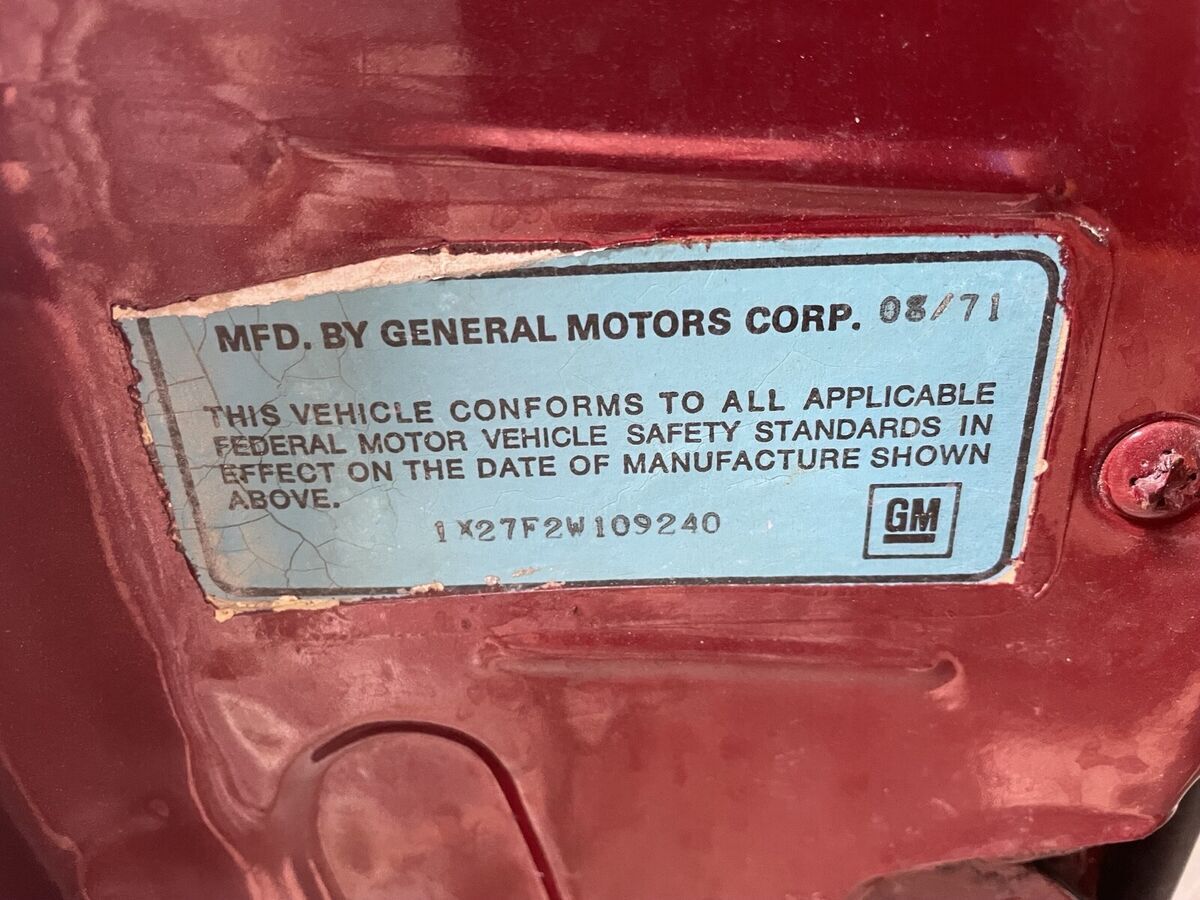 MFD. BY GENERAL MOTORS CORP. 08/71
THIS VEHICLE CONFORMS TO ALL APPLICABLE
FEDERAL MOTOR VEHICLE SAFETY STANDARDS IN
EFFECT ON THE DATE OF MANUFACTURE SHOWN
ABOVE.
1X27F2W109240
GM